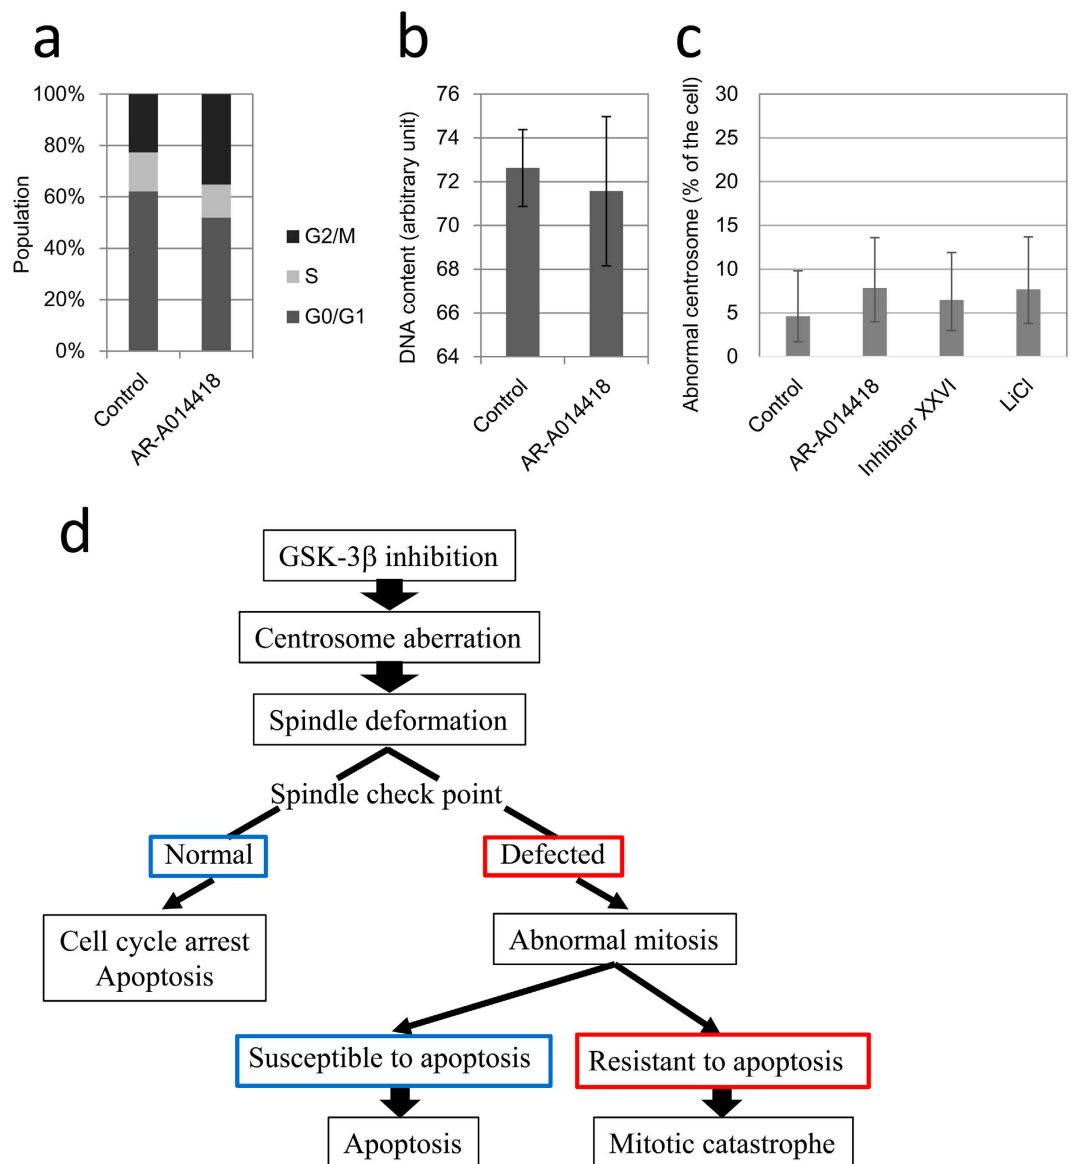 a
100%
80%
60%
40%
20%
0%
Population
Control
AR-A014418
G2/M
S
G0/G1
b
76
74
72
70
68
66
64
DNA content (arbitrary unit)
Control
AR-A014418
c
30
25
20
15
10
5
0
Abnormal centrosome (% of the cell)
Control
AR-A014418
Inhibitor XXVI
LiCl
d
GSK-3β inhibition
Centrosome aberration
Spindle deformation
Spindle check point
Normal
Defected
Cell cycle arrest
Apoptosis
Abnormal mitosis
Susceptible to apoptosis
Resistant to apoptosis
Apoptosis
Mitotic catastrophe